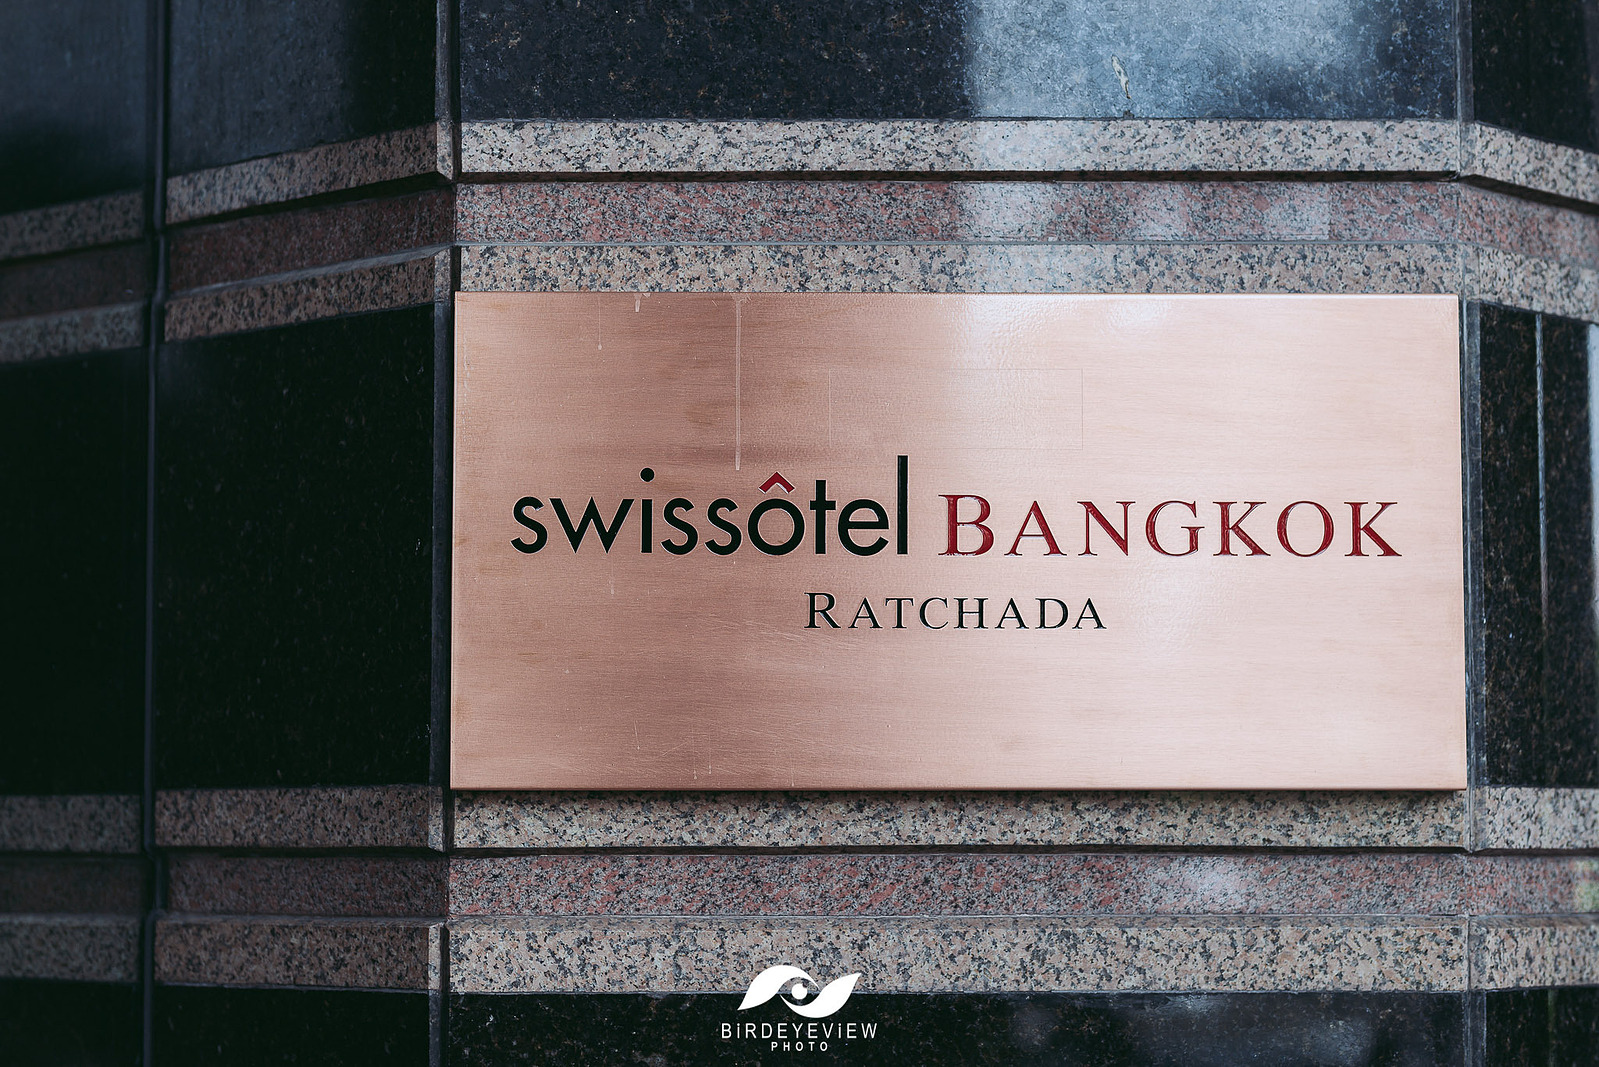 swissôtel BANGKOK
RATCHADA
BiRDEYEViEW
PHOTO